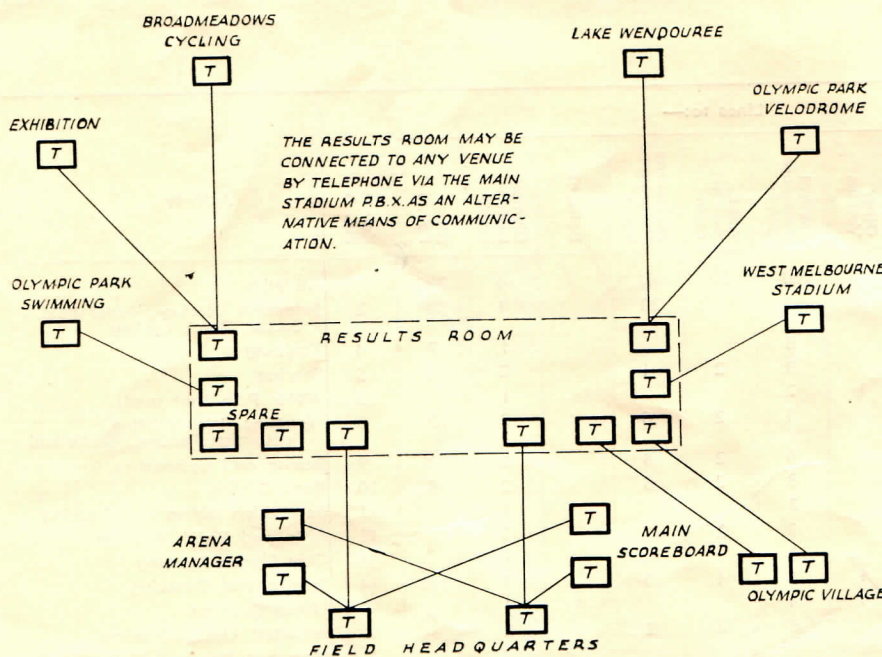 BROADMEADOWS
CYCLING
T
LAKE WENDOUREE
T
OLYMPIC PARK
VELODROME
T
EXHIBITION
T
THE RESULTS ROOM MAY BE
CONNECTED TO ANY VENUE
BY TELEPHONE VIA THE MAIN
STADIUM P.B.X. AS AN ALTER-
NATIVE MEANS OF COMMUNIC-
ATION.
OLYMPIC PARK
SWIMMING
T
WEST MELBOURNE
STADIUM
T
RESULTS ROOM
T
T
T
T
SPARE
T
T
T
T
T
T
ARENA
MANAGER
T
T
MAIN
SCOREBOARD
T
T
T
T
OLYMPIC VILLAGE
T
T
FIELD HEADQUARTERS